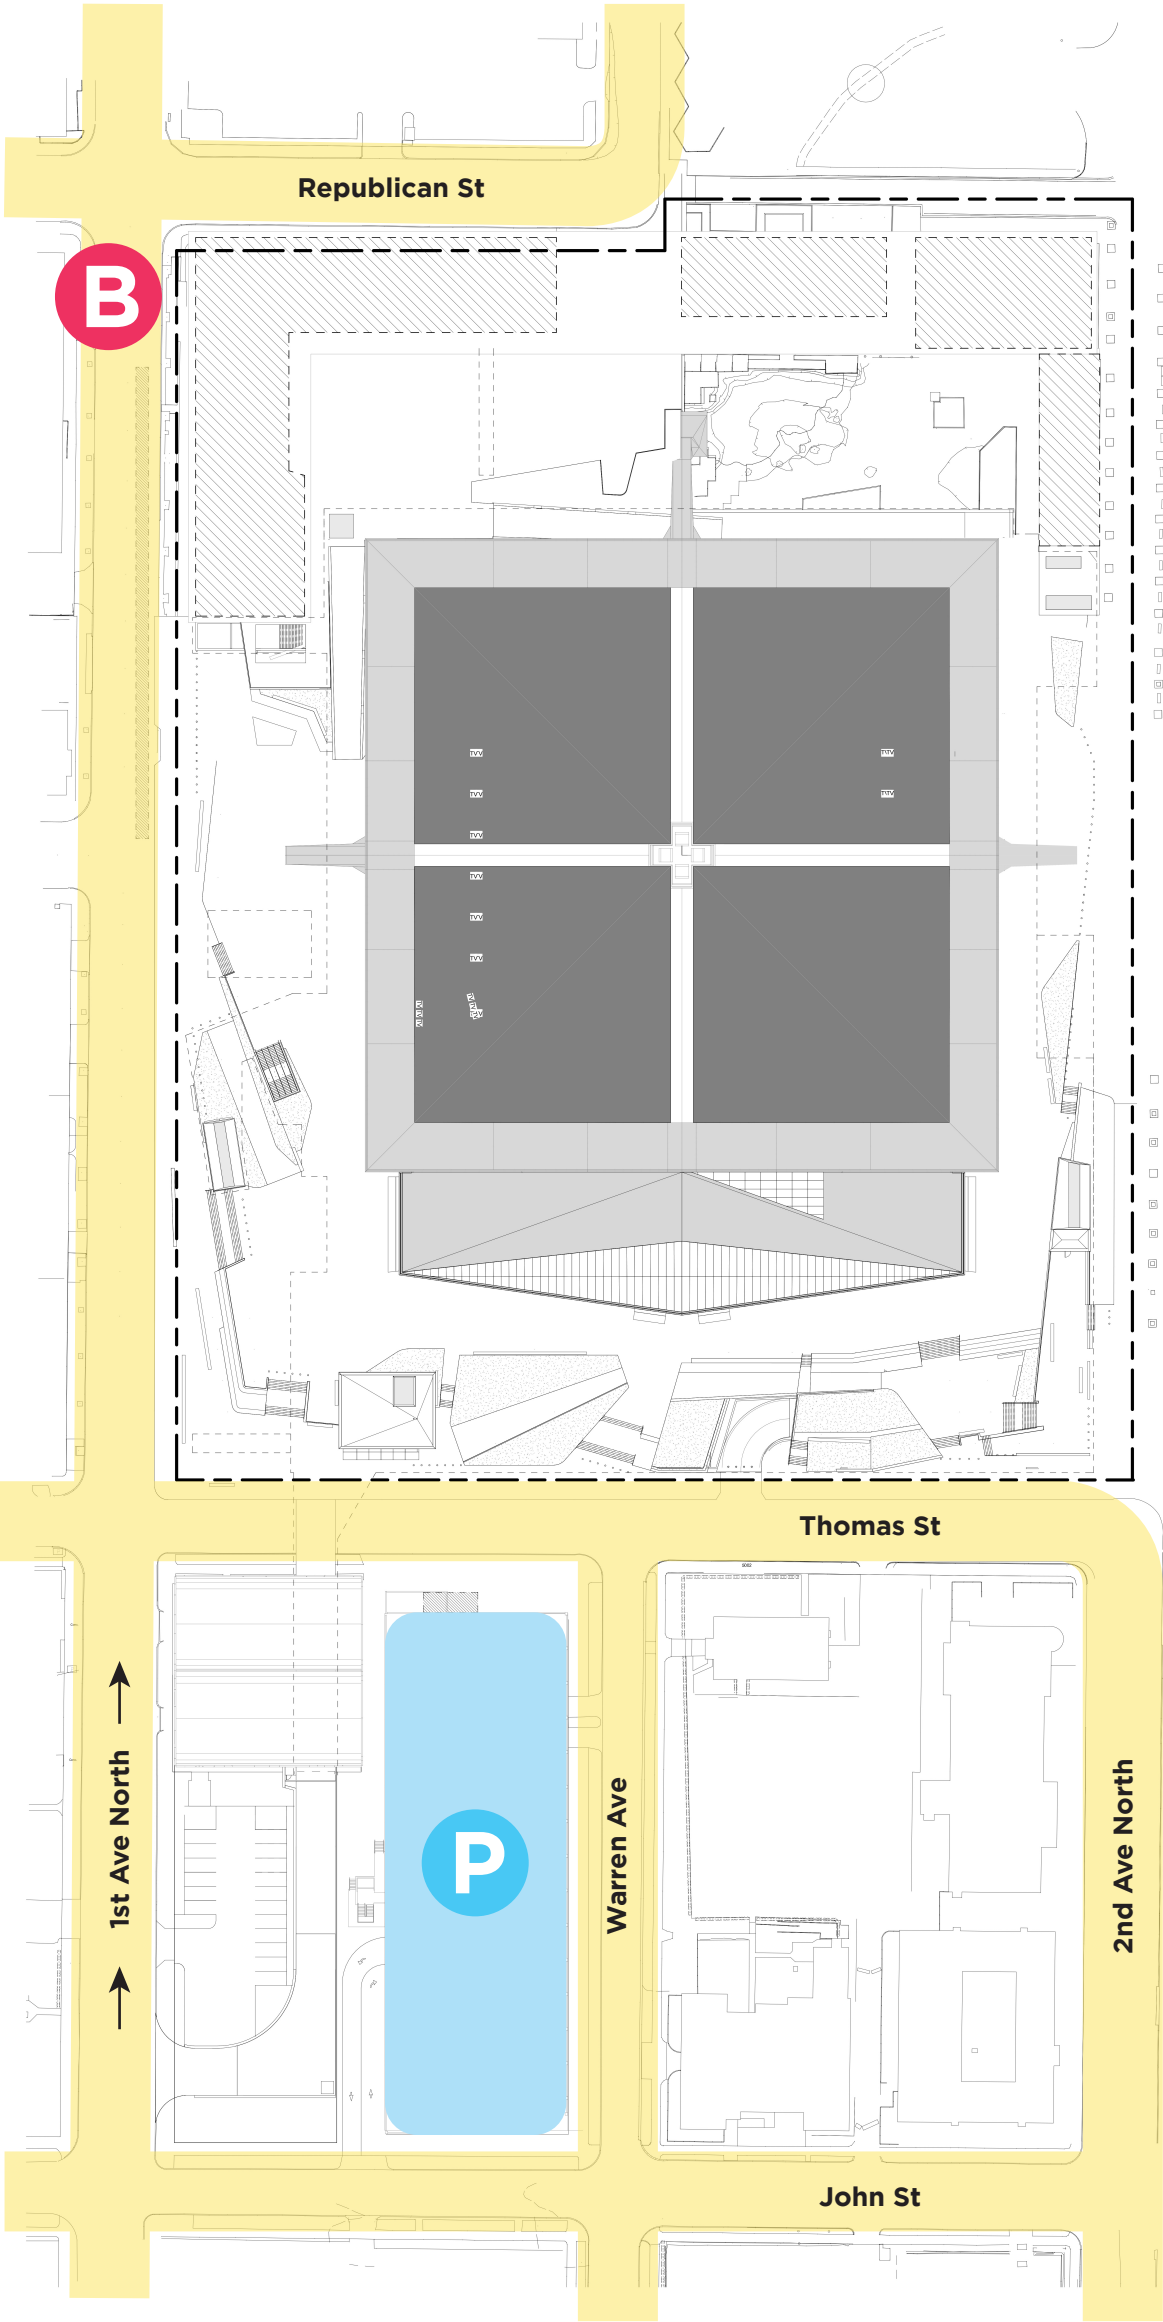 Republican St
B
Thomas St
P
1st Ave North
Warren Ave
2nd Ave North
John St